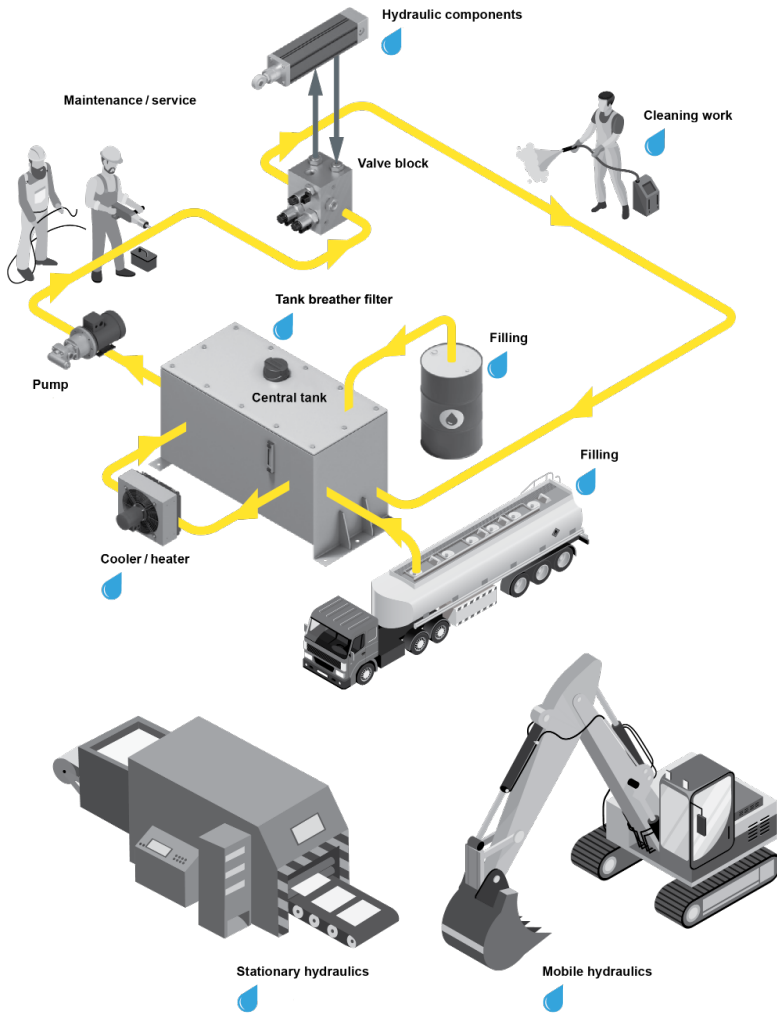 Hydraulic components
Maintenance / service
Cleaning work
Valve block
Tank breather filter
Filling
Pump
Central tank
Filling
Cooler / heater
Stationary hydraulics
Mobile hydraulics